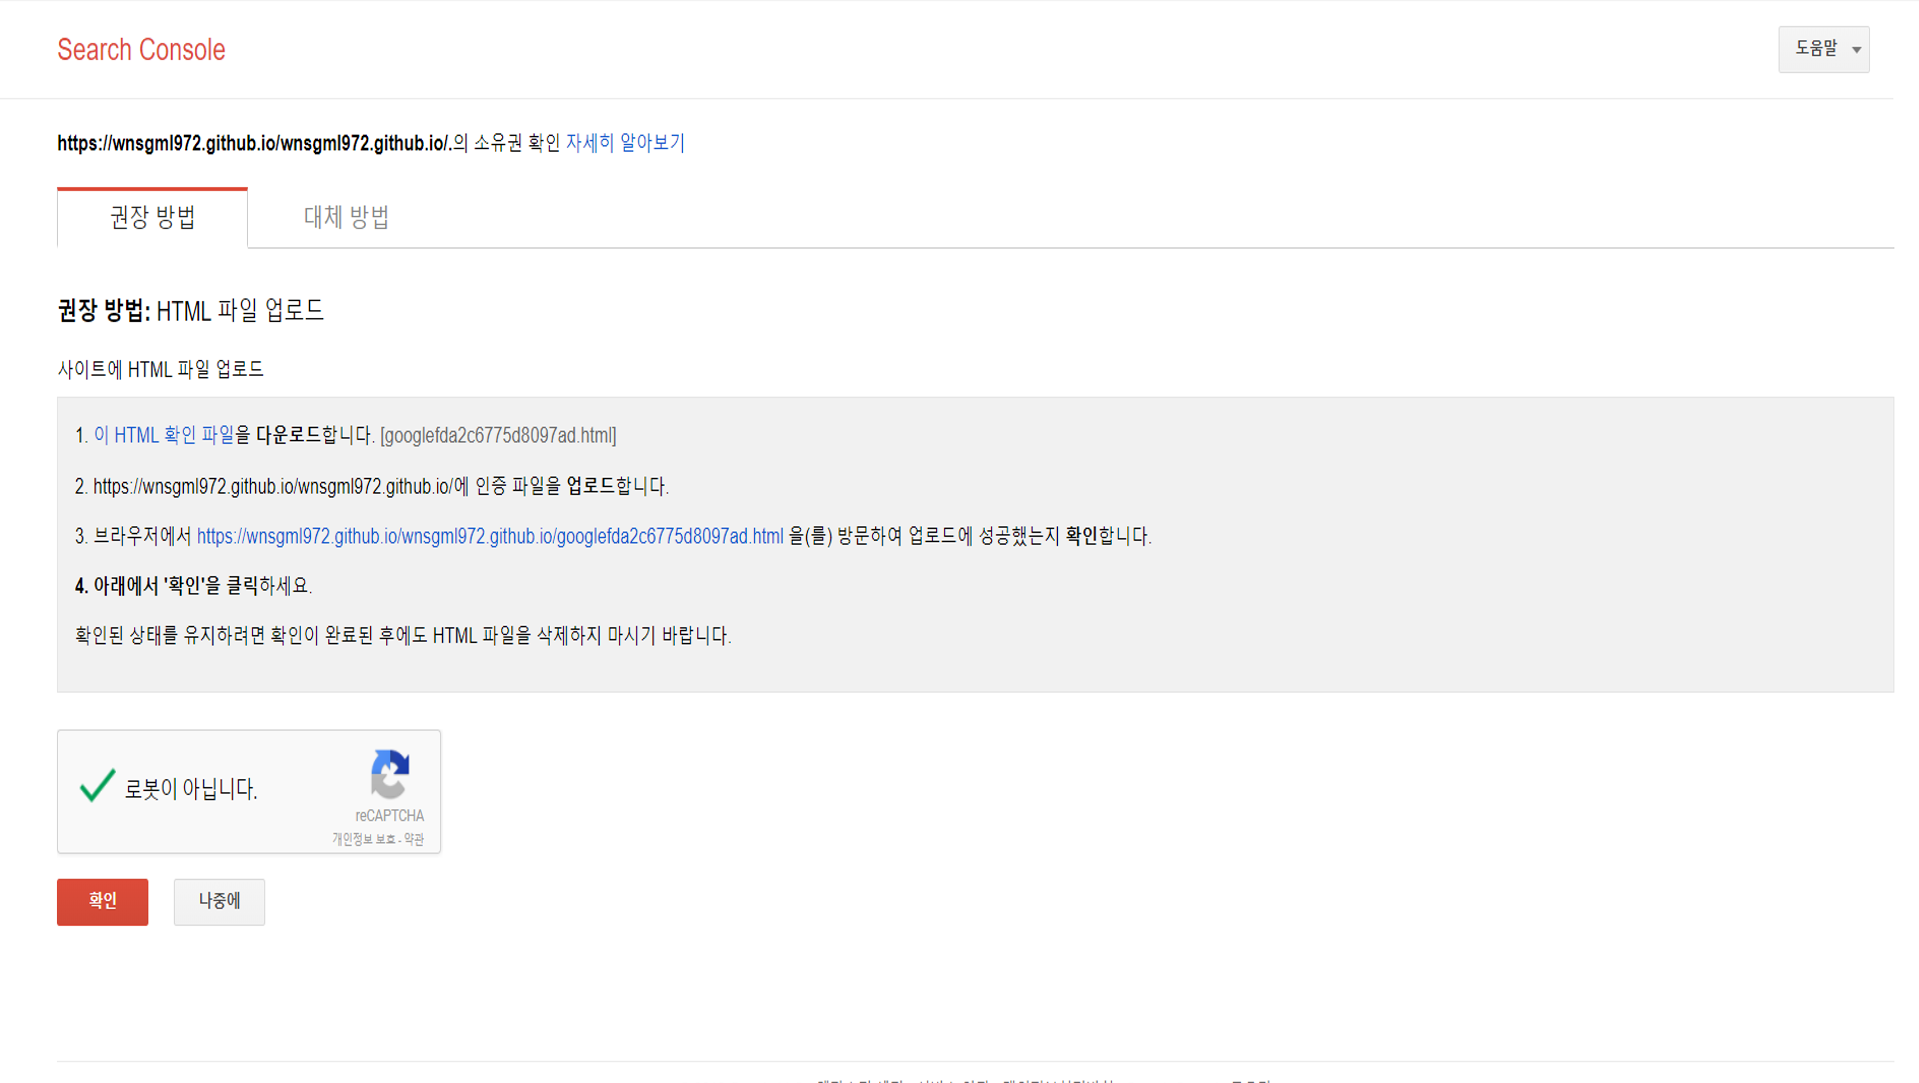 Search Console
도움말
https://wnsgml972.github.io/wnsgml972.github.io/.의 소유권 확인 자세히 알아보기
권장 방법
대체 방법
권장 방법: HTML 파일 업로드
사이트에 HTML 파일 업로드
1. 이 HTML 확인 파일을 다운로드합니다. [googlefda2c6775d8097ad.html]
2. https://wnsgml972.github.io/wnsgml972.github.io/에 인증 파일을 업로드합니다.
3. 브라우저에서 https://wnsgml972.github.io/wnsgml972.github.io/googlefda2c6775d8097ad.html 을(를) 방문하여 업로드에 성공했는지 확인합니다.
4. 아래에서 '확인'을 클릭하세요.
확인된 상태를 유지하려면 확인이 완료된 후에도 HTML 파일을 삭제하지 마시기 바랍니다.
로봇이 아닙니다.
reCAPTCHA
개인정보 보호 - 약관
확인
나중에